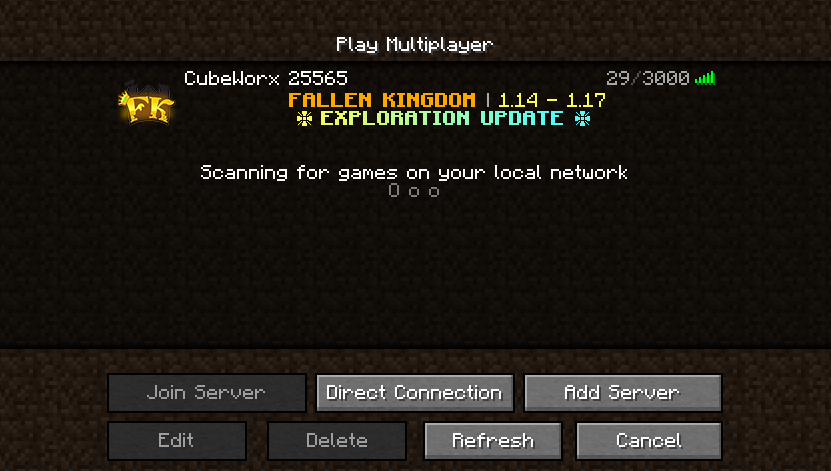 Play Multiplayer
CubeWorx 25565 29/3000
FK
FALLEN KINGDOM | 1.14 - 1.17
EXPLORATION UPDATE
Scanning for games on your local network
O o o
Join Server Direct Connection Add Server
Edit Delete Refresh Cancel